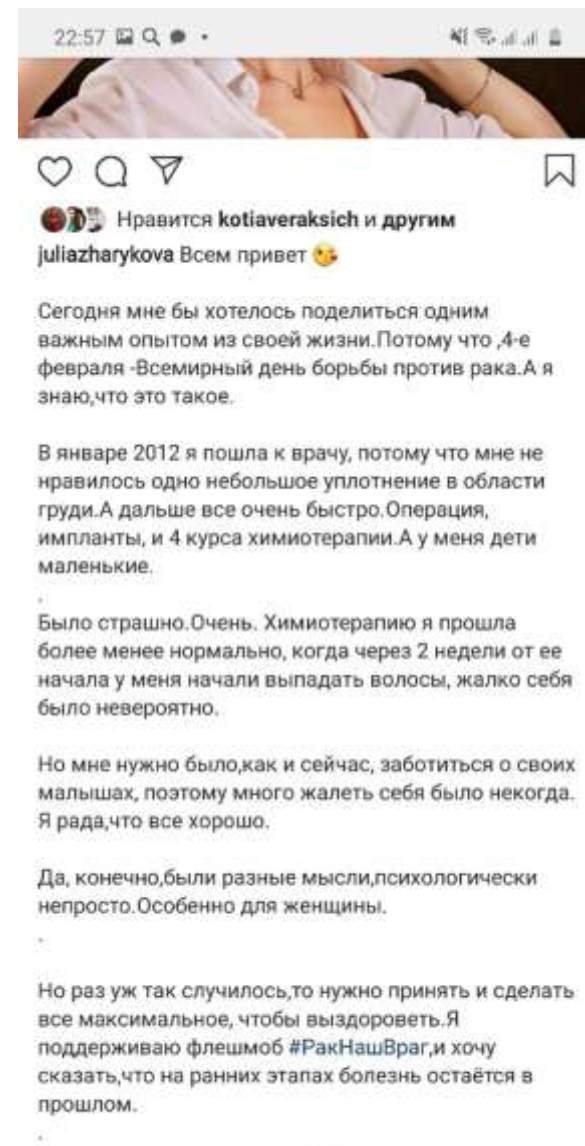 22:57
Нравится kotiaveraksich и другим
juliazharykova Всем привет 😘
Сегодня мне бы хотелось поделиться одним
важным опытом из своей жизни.Потому что ,4-е
февраля -Всемирный день борьбы против рака.А я
знаю,что это такое.
В январе 2012 я пошла к врачу, потому что мне не
нравилось одно небольшое уплотнение в области
груди.А дальше все очень быстро.Операция,
импланты, и 4 курса химиотерапии.А у меня дети
маленькие.
.
Было страшно.Очень. Химиотерапию я прошла
более менее нормально, когда через 2 недели от ее
начала у меня начали выпадать волосы, жалко себя
было невероятно.
Но мне нужно было,как и сейчас, заботиться о своих
малышах, поэтому много жалеть себя было некогда.
Я рада,что все хорошо.
Да, конечно,были разные мысли,психологически
непросто.Особенно для женщины.
.
Но раз уж так случилось,то нужно принять и сделать
все максимальное, чтобы выздороветь.Я
поддерживаю флешмоб #РакНашВраг,и хочу
сказать,что на ранних этапах болезнь остаётся в
прошлом.
.